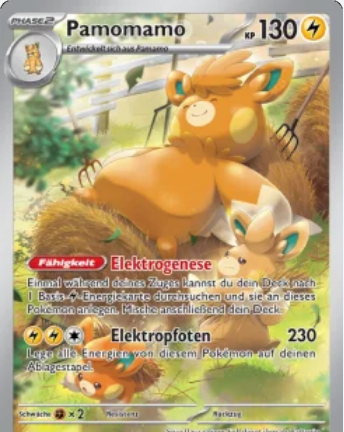 PHASE 2
Pamomamo
KP 130
Entwickelt sich aus Pamamo
Fähigkeit Elektrogenese
Einmal während deines Zuges kannst du dein Deck nach
1 Basis-Energiekarte durchsuchen und sie an dieses
Pokémon anlegen. Mische anschließend dein Deck.
Elektropfoten 230
Lege alle Energien von diesem Pokémon auf deinen
Ablagestapel.
Schwäche ×2 Resistenz Rückzug